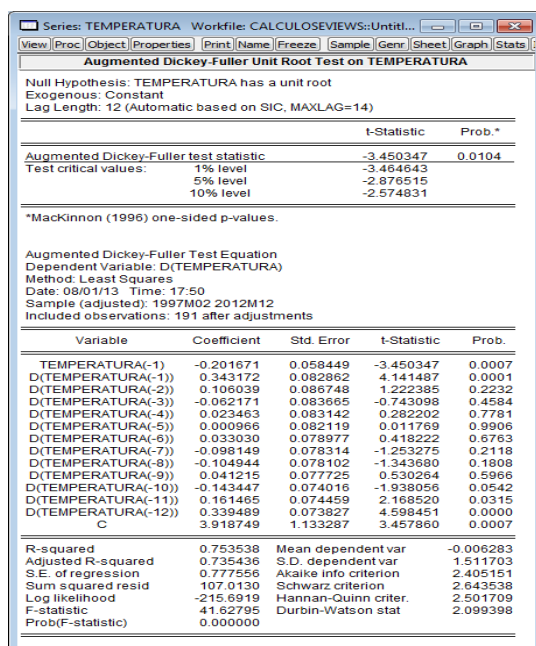 Series: TEMPERATURA Workfile: CALCULOSEVIEWS::Untitl...
View Proc Object Properties Print Name Freeze Sample Genr Sheet Graph Stats
Augmented Dickey-Fuller Unit Root Test on TEMPERATURA
Null Hypothesis: TEMPERATURA has a unit root
Exogenous: Constant
Lag Length: 12 (Automatic based on SIC, MAXLAG=14)
t-Statistic Prob.*
Augmented Dickey-Fuller test statistic -3.450347 0.0104
Test critical values: 1% level -3.464643
5% level -2.876515
10% level -2.574831
*MacKinnon (1996) one-sided p-values.
Augmented Dickey-Fuller Test Equation
Dependent Variable: D(TEMPERATURA)
Method: Least Squares
Date: 08/01/13 Time: 17:50
Sample (adjusted): 1997M02 2012M12
Included observations: 191 after adjustments
Variable Coefficient Std. Error t-Statistic Prob.
TEMPERATURA(-1) -0.201671 0.058449 -3.450347 0.0007
D(TEMPERATURA(-1)) 0.343172 0.082862 4.141487 0.0001
D(TEMPERATURA(-2)) 0.106039 0.086748 1.222385 0.2232
D(TEMPERATURA(-3)) -0.062171 0.083665 -0.743098 0.4584
D(TEMPERATURA(-4)) 0.023463 0.083142 0.282202 0.7781
D(TEMPERATURA(-5)) 0.000966 0.082119 0.011769 0.9906
D(TEMPERATURA(-6)) 0.033030 0.078977 0.418222 0.6763
D(TEMPERATURA(-7)) -0.098149 0.078314 -1.253275 0.2118
D(TEMPERATURA(-8)) -0.104944 0.078102 -1.343680 0.1808
D(TEMPERATURA(-9)) 0.041215 0.077725 0.530264 0.5966
D(TEMPERATURA(-10)) -0.143447 0.074016 -1.938056 0.0542
D(TEMPERATURA(-11)) 0.161465 0.074459 2.168520 0.0315
D(TEMPERATURA(-12)) 0.339489 0.073827 4.598451 0.0000
C 3.918749 1.133287 3.457860 0.0007
R-squared 0.753538 Mean dependent var -0.006283
Adjusted R-squared 0.735436 S.D. dependent var 1.511703
S.E. of regression 0.777556 Akaike info criterion 2.405151
Sum squared resid 107.0130 Schwarz criterion 2.643538
Log likelihood -215.6919 Hannan-Quinn criter. 2.501709
F-statistic 41.62795 Durbin-Watson stat 2.099398
Prob(F-statistic) 0.000000